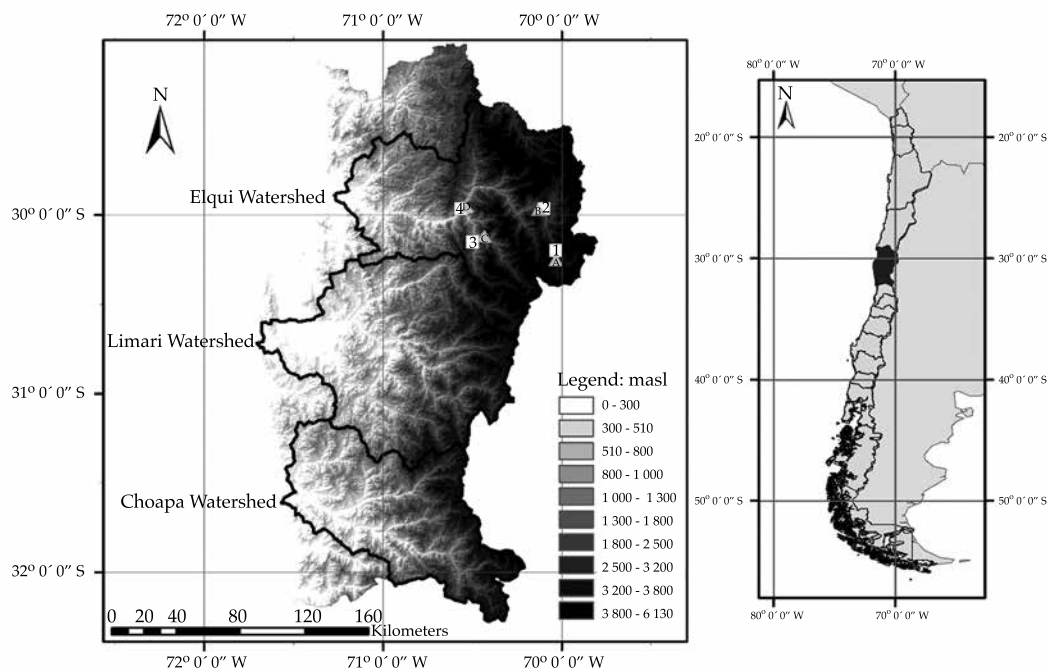 72º 0´ 0″ W
71º 0´ 0″ W
70º 0´ 0″ W
N
Elqui Watershed
30º 0´ 0″ S
4
D
B
2
3
C
1
A
Limari Watershed
31º 0´ 0″ S
Choapa Watershed
32º 0´ 0″ S
Legend: masl
0 - 300
300 - 510
510 - 800
800 - 1 000
1 000 - 1 300
1 300 - 1 800
1 800 - 2 500
2 500 - 3 200
3 200 - 3 800
3 800 - 6 130
0 20 40 80 120 160
Kilometers
72º 0´ 0″ W
71º 0´ 0″ W
70º 0´ 0″ W
80º 0´ 0″ W
70º 0´ 0″ W
N
20º 0´ 0″ S
20º 0´ 0″ S
30º 0´ 0″ S
30º 0´ 0″ S
40º 0´ 0″ S
40º 0´ 0″ S
50º 0´ 0″ S
50º 0´ 0″ S
80º 0´ 0″ W
70º 0´ 0″ W